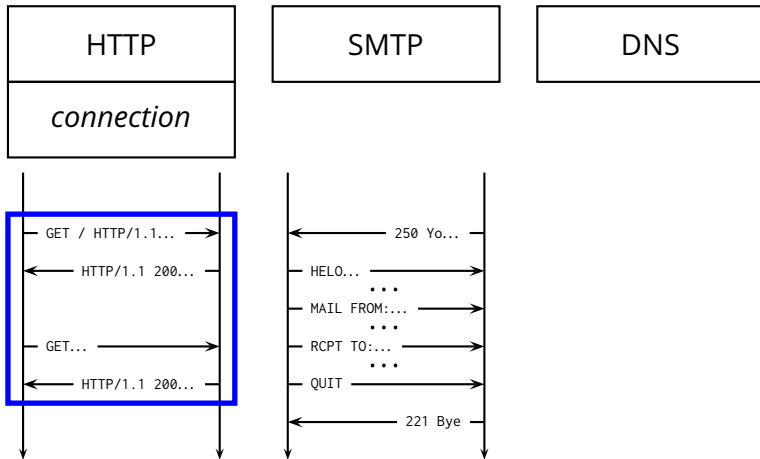 HTTP
SMTP
DNS
connection
GET / HTTP/1.1...
HTTP/1.1 200...
GET...
HTTP/1.1 200...
250 Yo...
HELO...
...
MAIL FROM:...
...
RCPT TO:...
...
QUIT
221 Bye